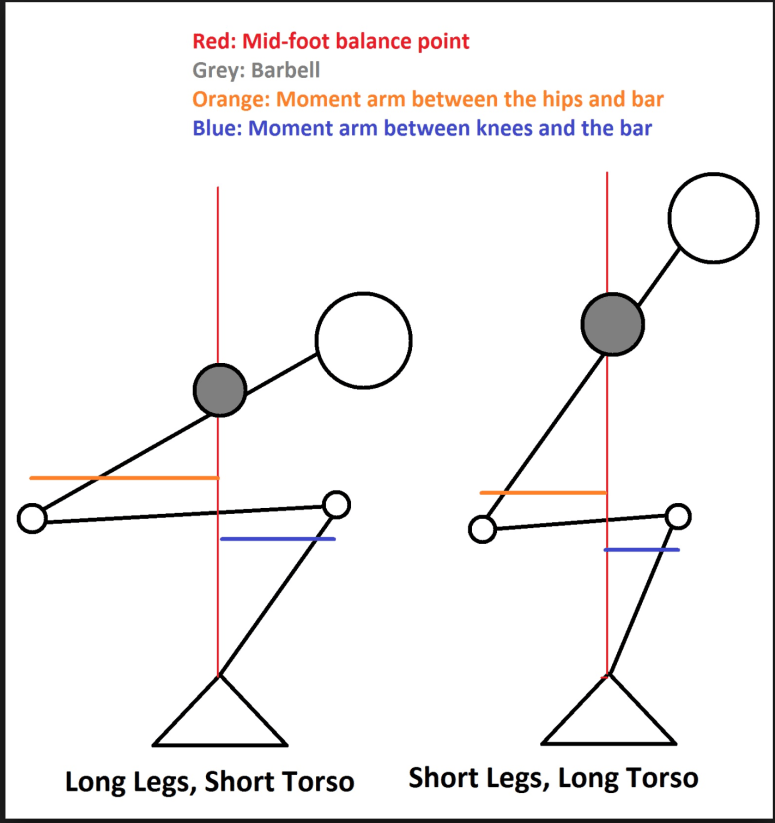 Red: Mid-foot balance point
Grey: Barbell
Orange: Moment arm between the hips and bar
Blue: Moment arm between knees and the bar
Long Legs, Short Torso
Short Legs, Long Torso